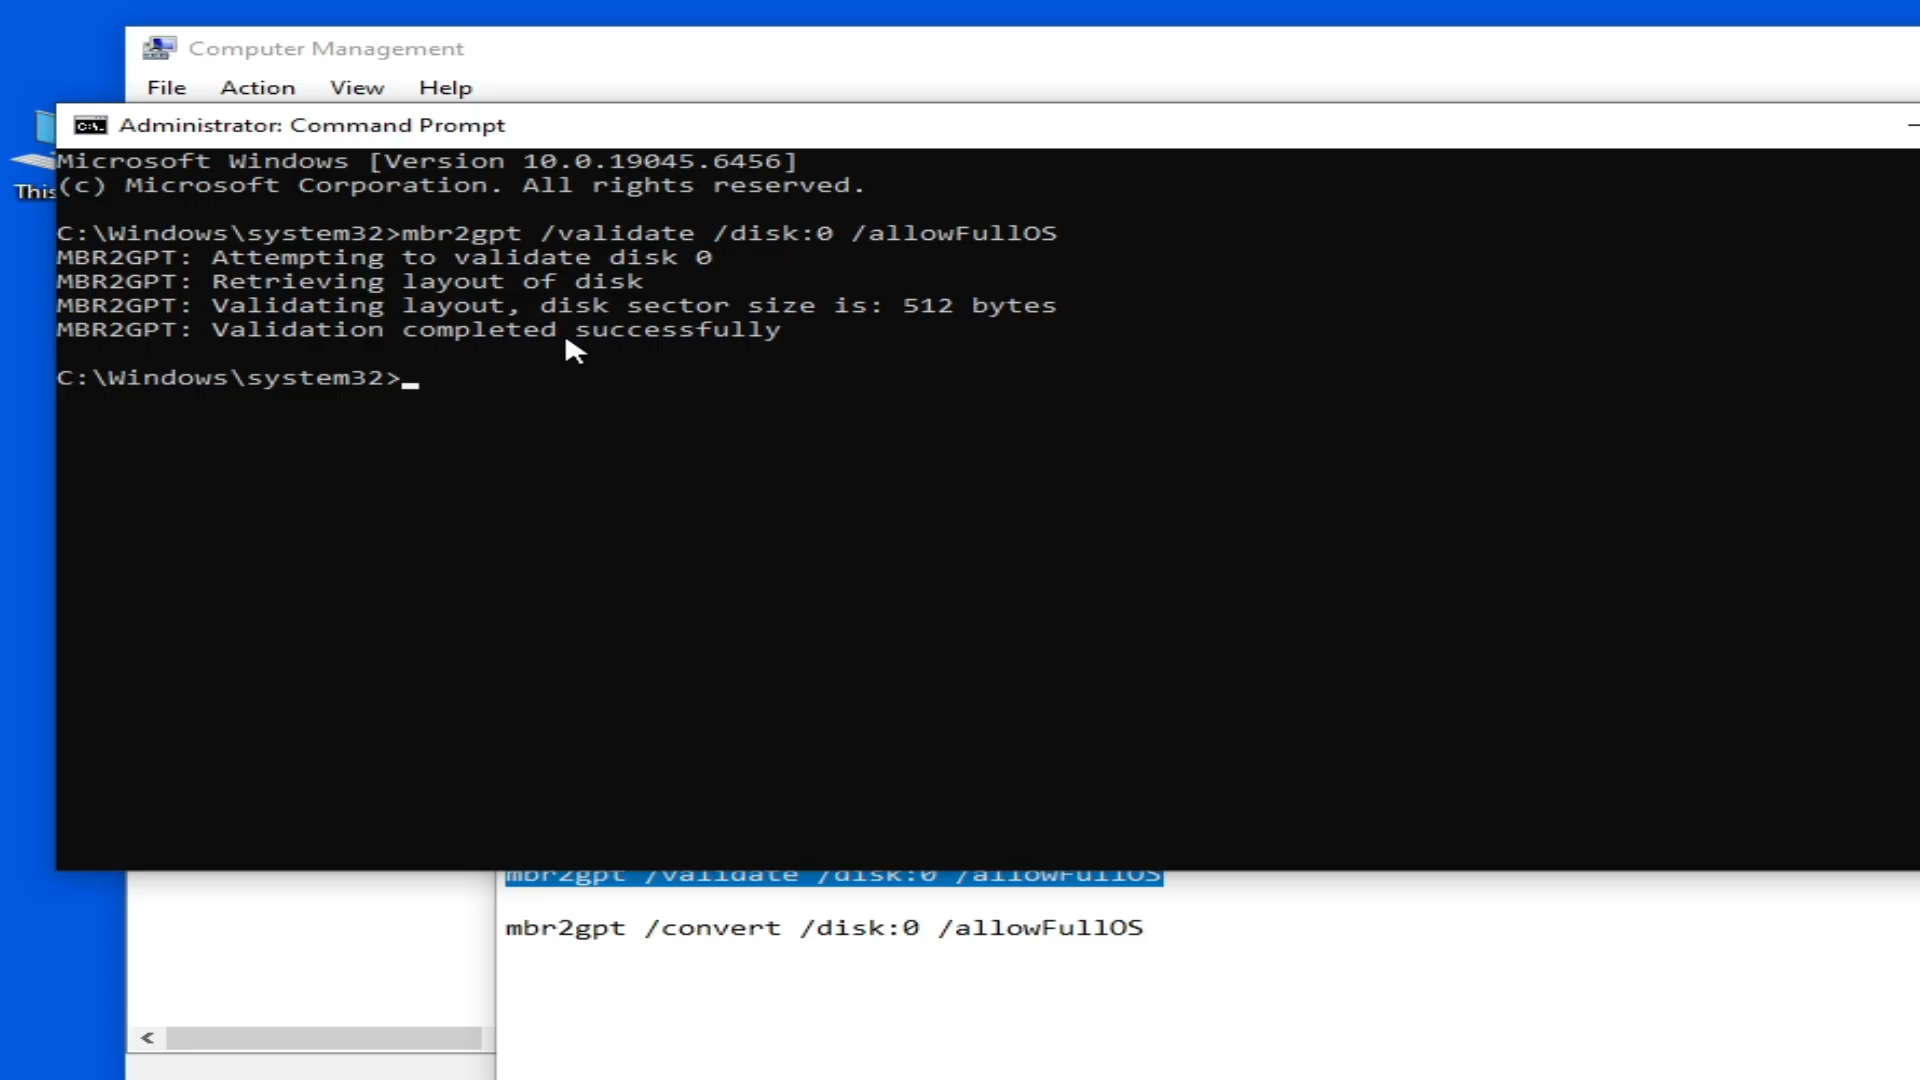 Computer Management
File Action View Help
Administrator: Command Prompt
This
Microsoft Windows [Version 10.0.19045.6456]
(c) Microsoft Corporation. All rights reserved.
C:\Windows\system32>mbr2gpt /validate /disk:0 /allowFullOS
MBR2GPT: Attempting to validate disk 0
MBR2GPT: Retrieving layout of disk
MBR2GPT: Validating layout, disk sector size is: 512 bytes
MBR2GPT: Validation completed successfully
C:\Windows\system32>
mbr2gpt /validate /disk:0 /allowFullOS
mbr2gpt /convert /disk:0 /allowFullOS